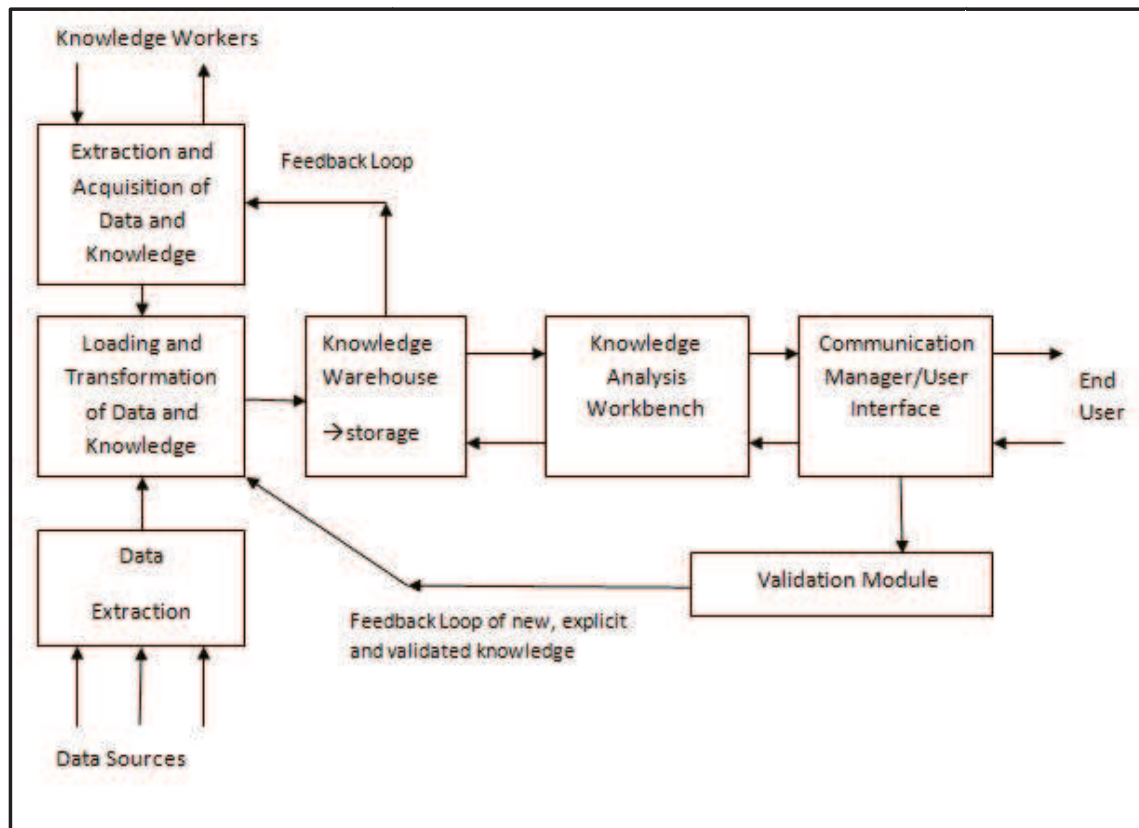 Knowledge Workers
Extraction and
Acquisition of
Data and
Knowledge
Feedback Loop
Loading and
Transformation
of Data and
Knowledge
Knowledge
Warehouse
→storage
Knowledge
Analysis
Workbench
Communication
Manager/User
Interface
End
User
Data
Extraction
Validation Module
Feedback Loop of new, explicit
and validated knowledge
Data Sources